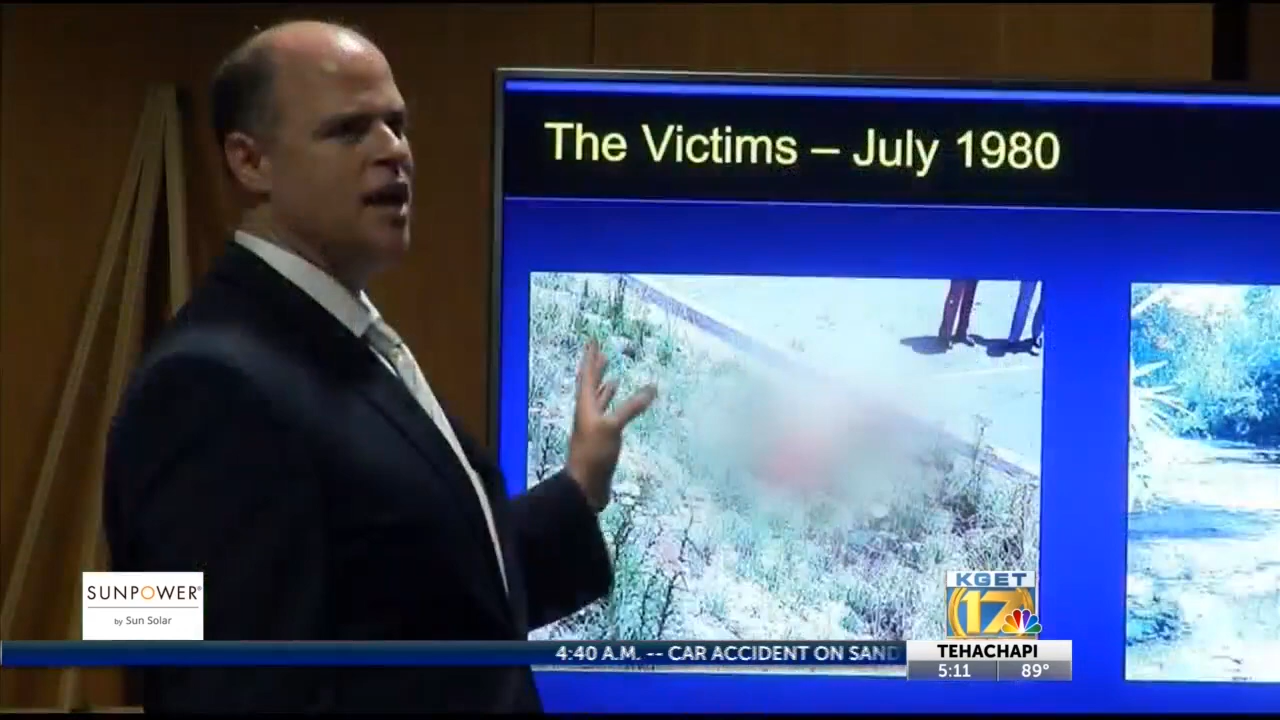 The Victims – July 1980
SUNPOWER®
by Sun Solar
KGET
17
4:40 A.M. -- CAR ACCIDENT ON SAND
TEHACHAPI
5:11 89°